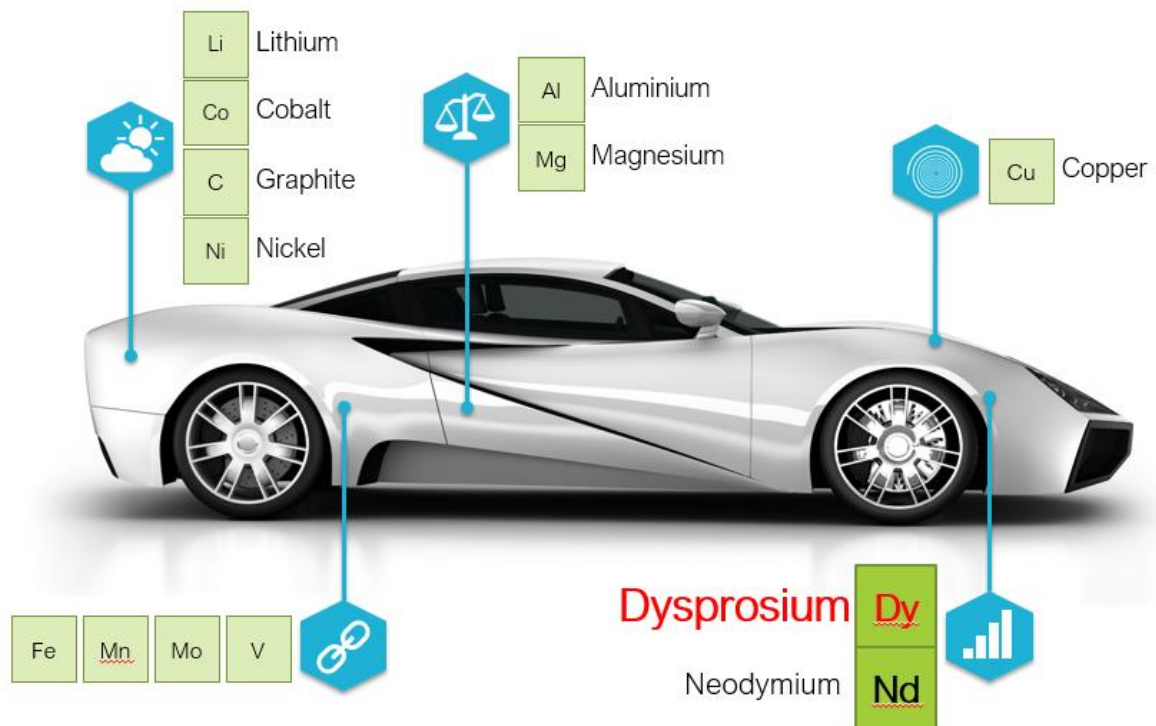 Li Lithium
Co Cobalt
C Graphite
Ni Nickel
Al Aluminium
Mg Magnesium
Cu Copper
Fe Mn Mo V
Dysprosium Dy
Neodymium Nd